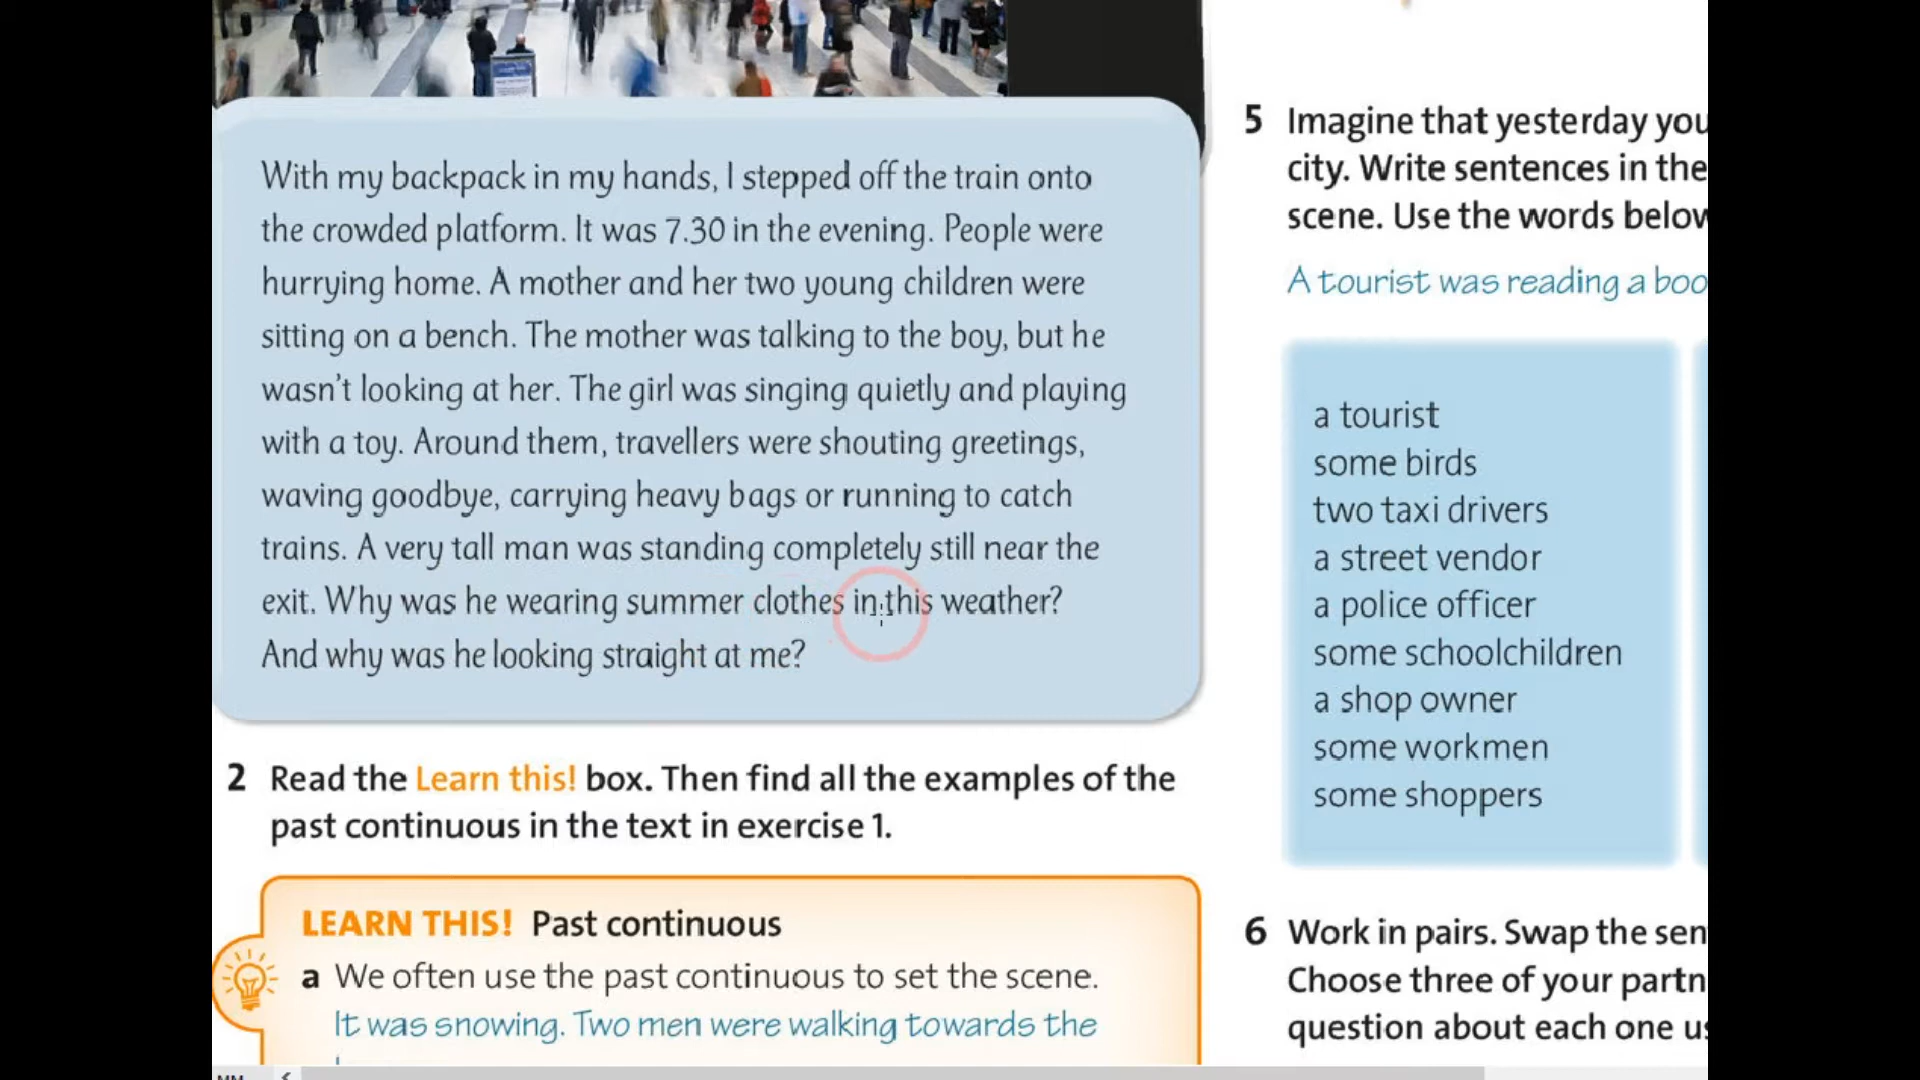 With my backpack in my hands, I stepped off the train onto
the crowded platform. It was 7.30 in the evening. People were
hurrying home. A mother and her two young children were
sitting on a bench. The mother was talking to the boy, but he
wasn't looking at her. The girl was singing quietly and playing
with a toy. Around them, travellers were shouting greetings,
waving goodbye, carrying heavy bags or running to catch
trains. A very tall man was standing completely still near the
exit. Why was he wearing summer clothes in this weather?
And why was he looking straight at me?
2 Read the Learn this! box. Then find all the examples of the
past continuous in the text in exercise 1.
LEARN THIS! Past continuous
a We often use the past continuous to set the scene.
It was snowing. Two men were walking towards the
5 Imagine that yesterday you
city. Write sentences in the
scene. Use the words below
A tourist was reading a boo
a tourist
some birds
two taxi drivers
a street vendor
a police officer
some schoolchildren
a shop owner
some workmen
some shoppers
6 Work in pairs. Swap the sen
Choose three of your partn
question about each one us